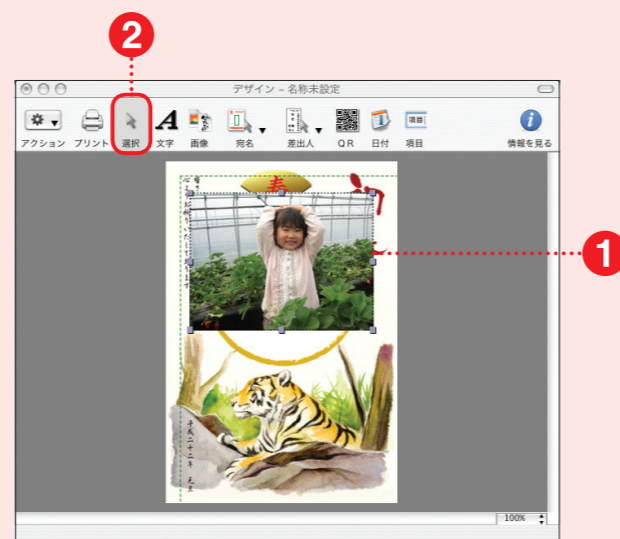 2
デザイン – 名称未設定
アクション プリント 選択 文字 画像 宛名 差出人 QR 日付 項目 情報を見る
項目
寿
平成二十二年 元旦
1
100%